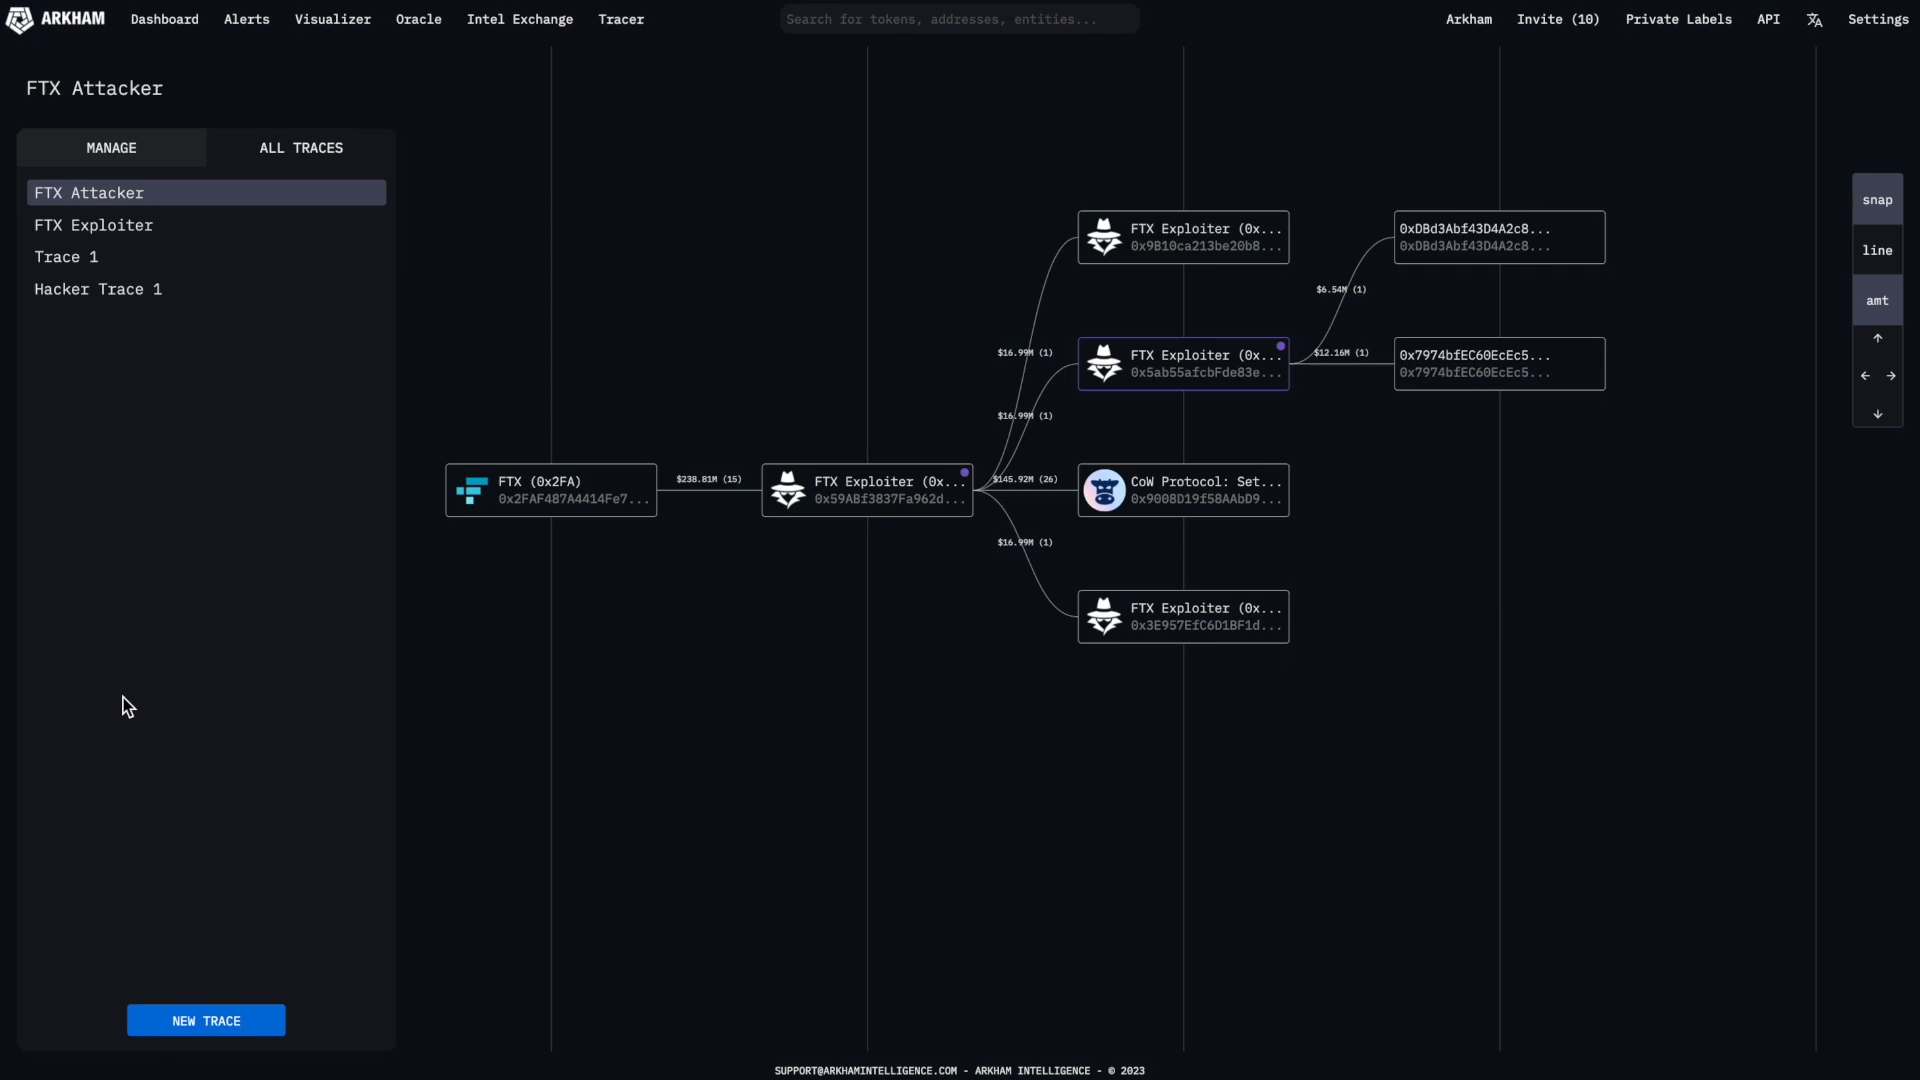 ARKHAM
Dashboard
Alerts
Visualizer
Oracle
Intel Exchange
Tracer
Search for tokens, addresses, entities...
Arkham
Invite (10)
Private Labels
API
Settings
FTX Attacker
MANAGE
ALL TRACES
FTX Attacker
FTX Exploiter
Trace 1
Hacker Trace 1
NEW TRACE
FTX (0x2FA)
0x2FAF487A4414Fe7...
$238.81M (15)
FTX Exploiter (0x...
0x59ABf3837Fa962d...
$16.99M (1)
$16.99M (1)
$145.92M (26)
$16.99M (1)
FTX Exploiter (0x...
0x9B10ca213be20b8...
FTX Exploiter (0x...
0x5ab55afcbFde83e...
CoW Protocol: Set...
0x9008D19f58AAbD9...
FTX Exploiter (0x...
0x3E957EfC6D1BF1d...
$6.54M (1)
$12.16M (1)
0xDBd3Abf43D4A2c8...
0xDBd3Abf43D4A2c8...
0x7974bfEC60EcEc5...
0x7974bfEC60EcEc5...
snap
line
amt
SUPPORT@ARKHAMINTELLIGENCE.COM - ARKHAM INTELLIGENCE - © 2023